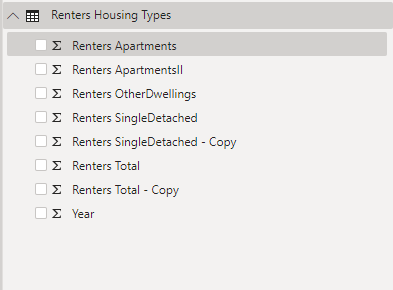 Renters Housing Types
Renters Apartments
Renters ApartmentsII
Renters OtherDwellings
Renters SingleDetached
Renters SingleDetached - Copy
Renters Total
Renters Total - Copy
Year